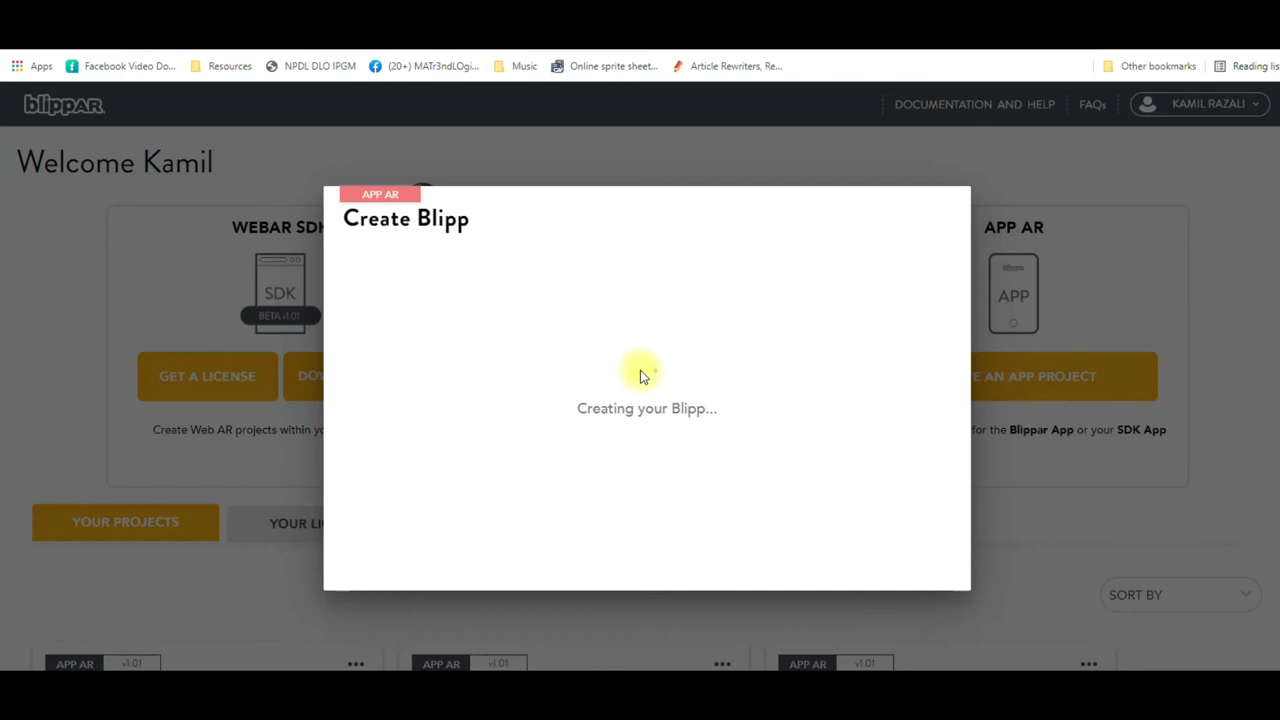 Apps Facebook Video Do... Resources NPDL DLO IPGM (20+) MATr3ndLOgi... Music Online sprite sheet... Article Rewriters, Re... Other bookmarks Reading lis
blippAR DOCUMENTATION AND HELP FAQs KAMIL RAZALI
Welcome Kamil
APP AR
Create Blipp
WEBAR SDK
APP AR
SDK
BETA v1.01
blippar
APP
GET A LICENSE
DO
E AN APP PROJECT
Create Web AR projects within yo
for the Blippar App or your SDK App
Creating your Blipp...
YOUR PROJECTS
YOUR LI
SORT BY
APP AR v1.01 •••
APP AR v1.01 •••
APP AR v1.01 •••